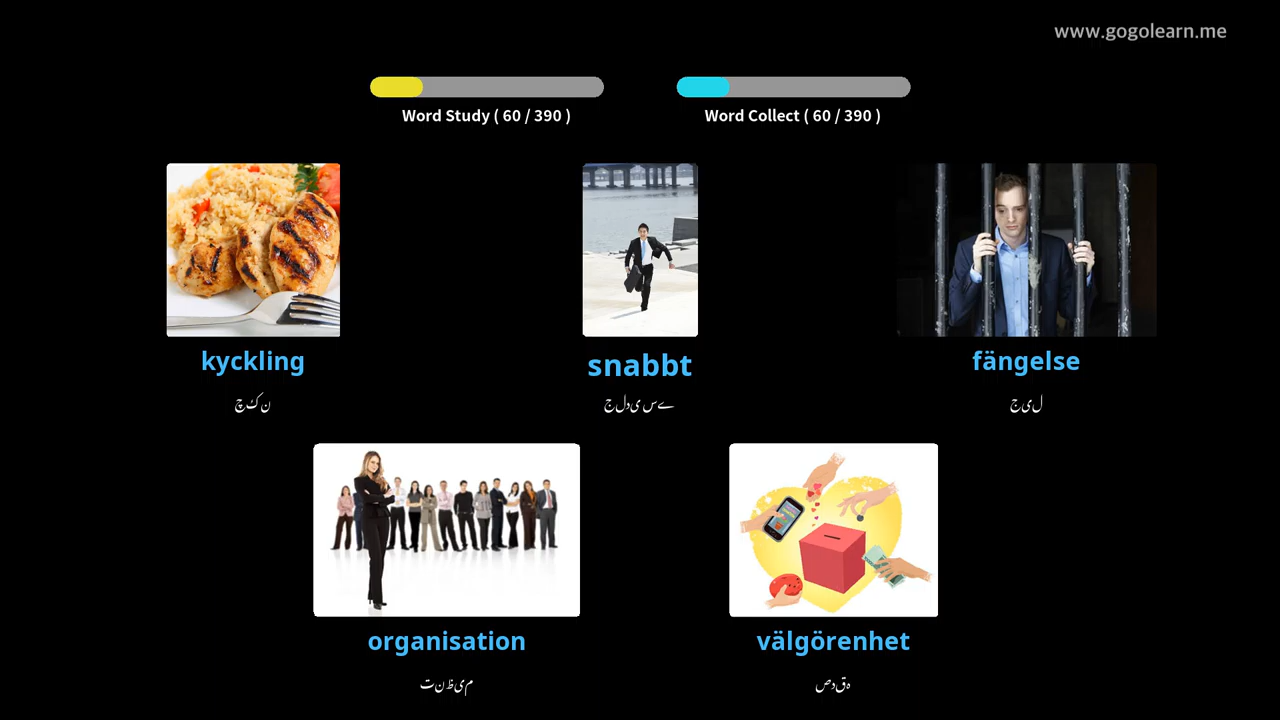 www.gogolearn.me
Word Study ( 60 / 390 )
Word Collect ( 60 / 390 )
kyckling
snabbt
fängelse
چکن
جلدی سے
جیل
organisation
välgörenhet
تنظیم
صدقہ